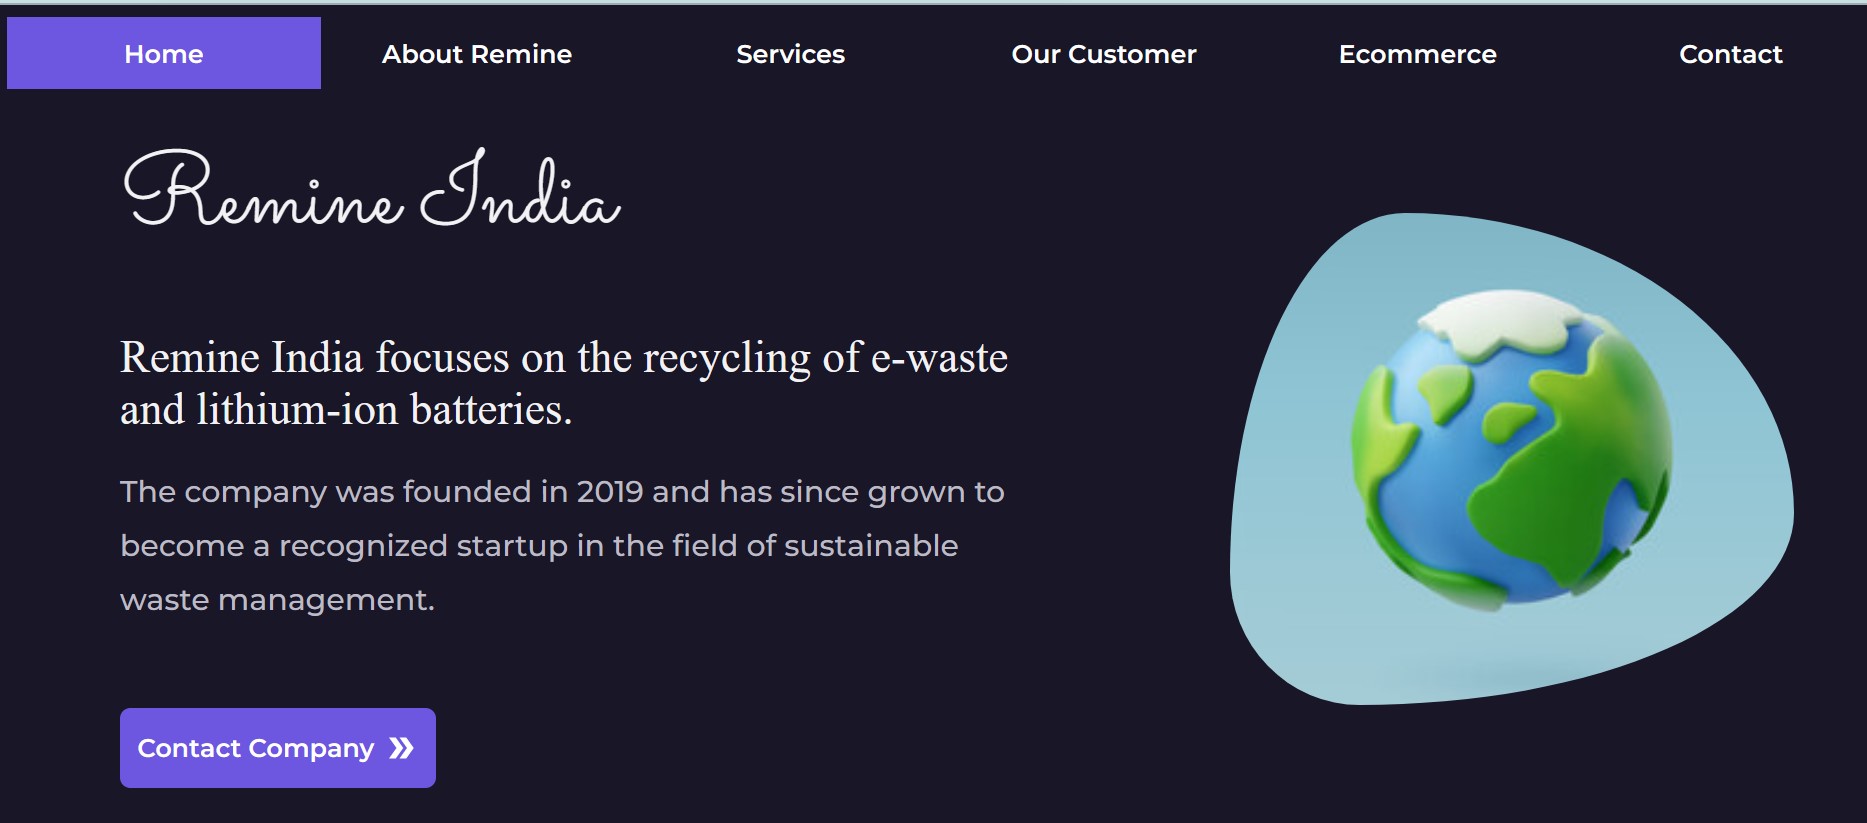 Home About Remine Services Our Customer Ecommerce Contact
Remine India
Remine India focuses on the recycling of e-waste
and lithium-ion batteries.
The company was founded in 2019 and has since grown to
become a recognized startup in the field of sustainable
waste management.
Contact Company »